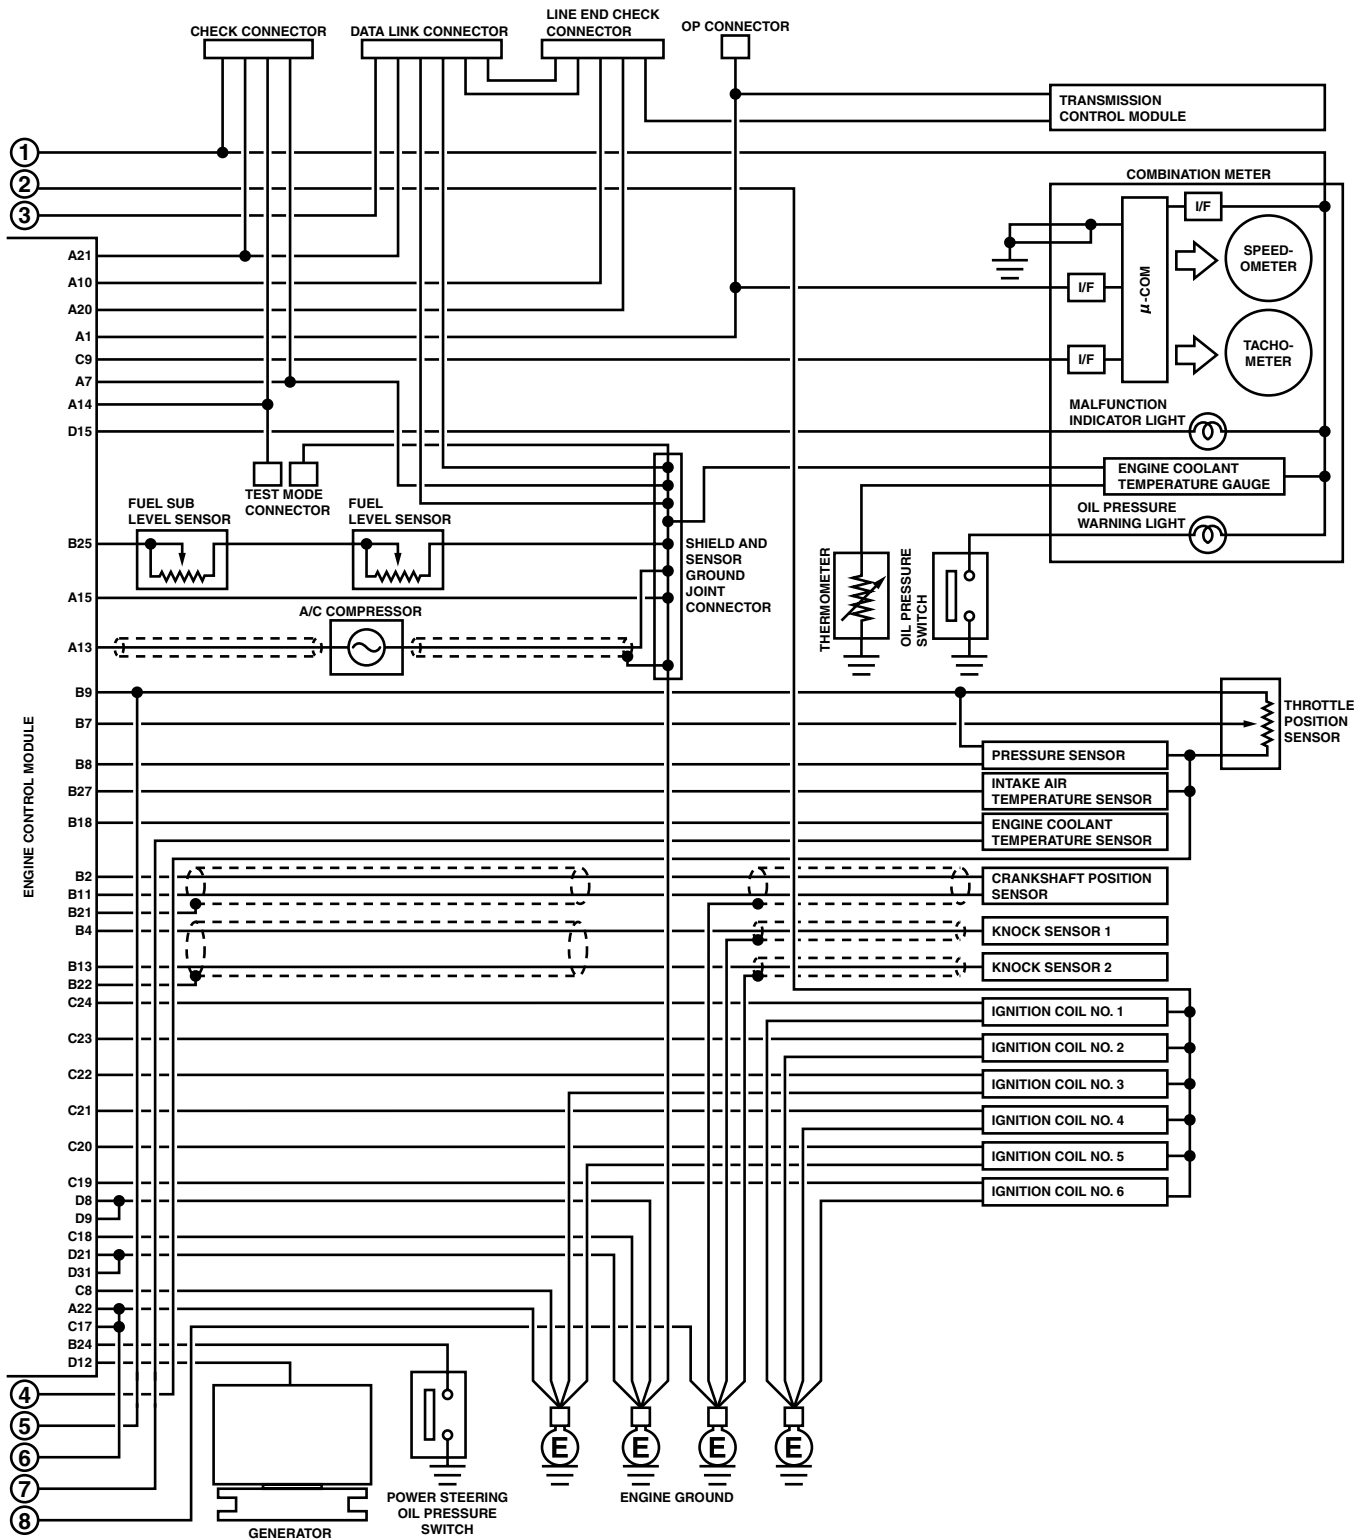 LINE END CHECK
CHECK CONNECTOR
DATA LINK CONNECTOR
CONNECTOR
OP CONNECTOR
TRANSMISSION
CONTROL MODULE
1
2
3
COMBINATION METER
I/F
SPEED-
OMETER
I/F
μ-COM
TACHO-
METER
I/F
MALFUNCTION
INDICATOR LIGHT
ENGINE COOLANT
TEMPERATURE GAUGE
OIL PRESSURE
WARNING LIGHT
A21
A10
A20
A1
C9
A7
A14
D15
TEST MODE
CONNECTOR
FUEL SUB
LEVEL SENSOR
FUEL
LEVEL SENSOR
B25
SHIELD AND
SENSOR
GROUND
JOINT
CONNECTOR
THERMOMETER
OIL PRESSURE
SWITCH
A15
A/C COMPRESSOR
A13
ENGINE CONTROL MODULE
B9
B7
B8
B27
B18
B2
B11
B21
B4
B13
B22
C24
C23
C22
C21
C20
C19
D8
D9
C18
D21
D31
C8
A22
C17
B24
D12
THROTTLE
POSITION
SENSOR
PRESSURE SENSOR
INTAKE AIR
TEMPERATURE SENSOR
ENGINE COOLANT
TEMPERATURE SENSOR
CRANKSHAFT POSITION
SENSOR
KNOCK SENSOR 1
KNOCK SENSOR 2
IGNITION COIL NO. 1
IGNITION COIL NO. 2
IGNITION COIL NO. 3
IGNITION COIL NO. 4
IGNITION COIL NO. 5
IGNITION COIL NO. 6
4
5
6
7
8
GENERATOR
POWER STEERING
OIL PRESSURE
SWITCH
E
E
E
E
ENGINE GROUND